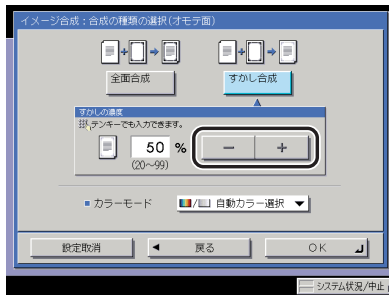 イメージ合成：合成の種類の選択(オモテ面)
全面合成
すかし合成
すかしの濃度
テンキーでも入力できます。
50 %
− +
(20〜99)
カラーモード
自動カラー選択
設定取消
戻る
OK
システム状況/中止